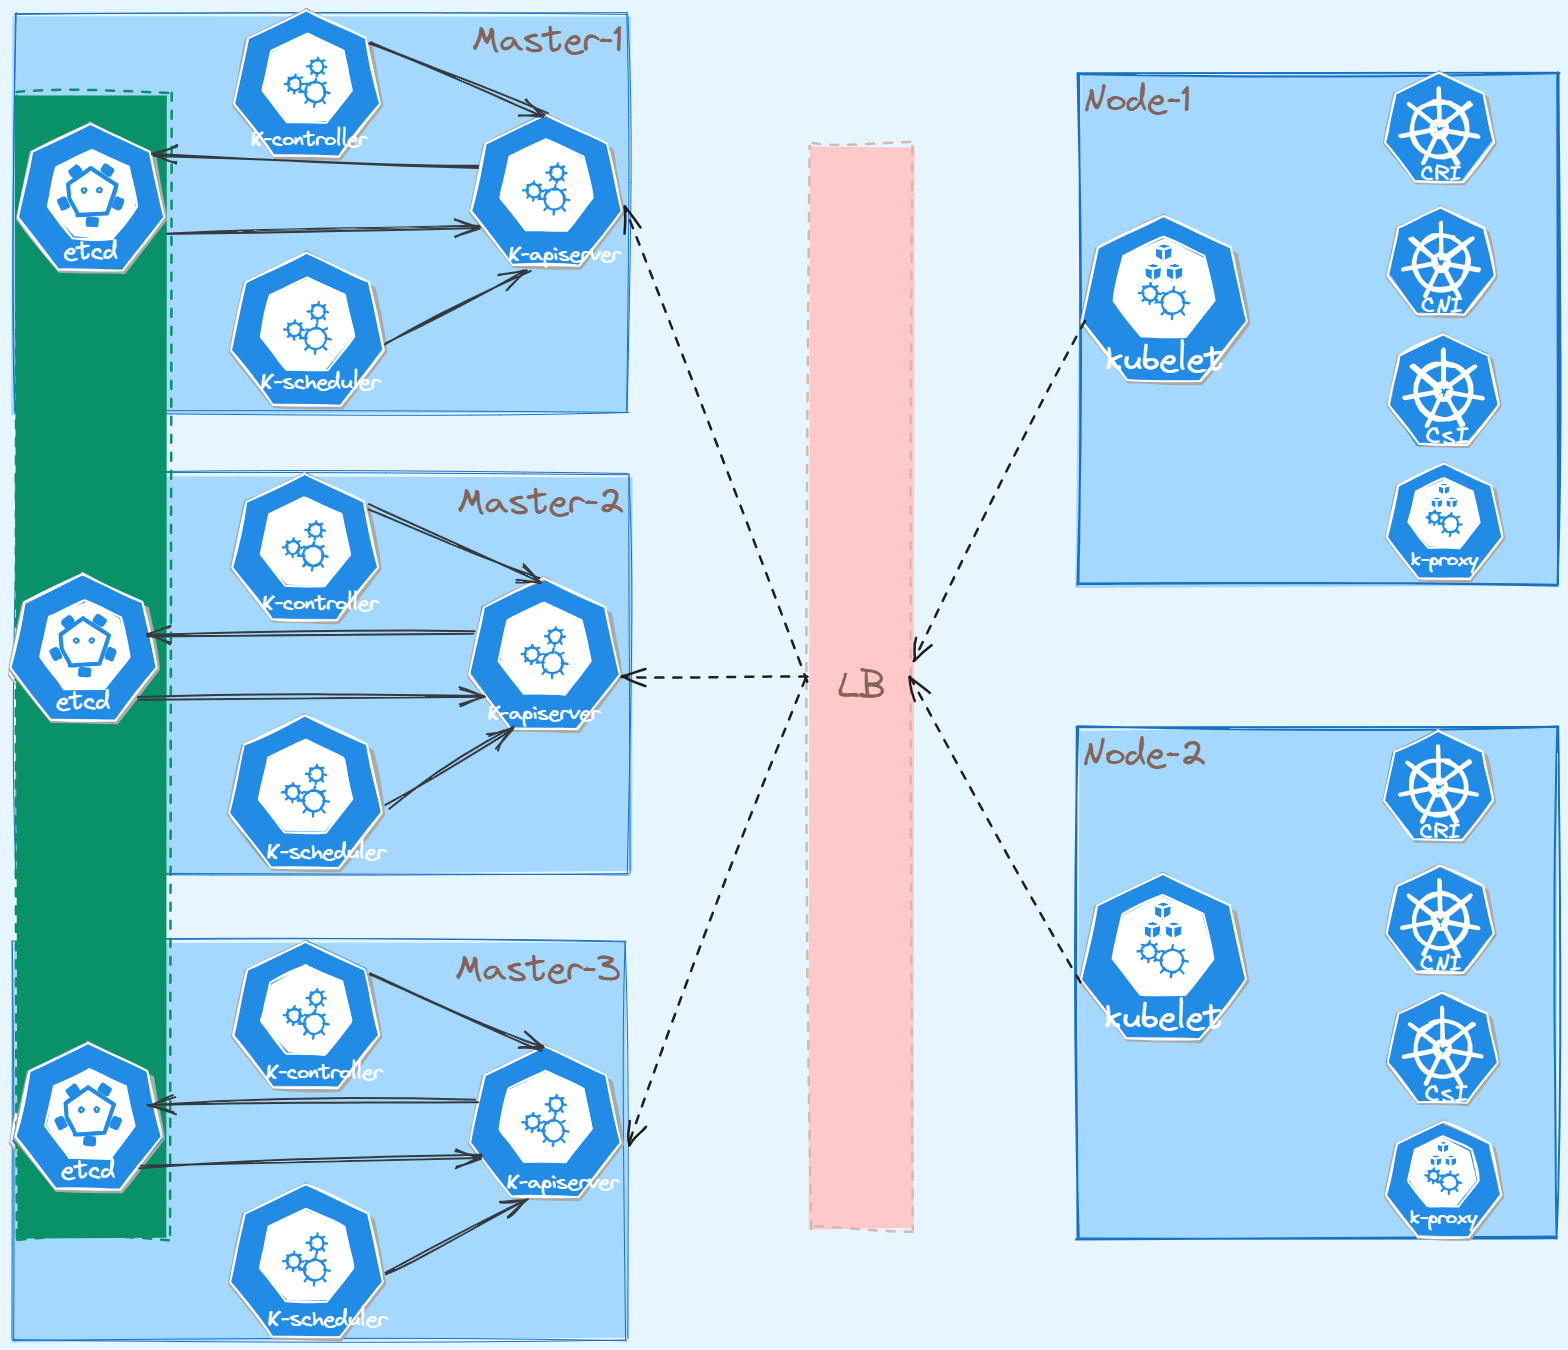 Master-1
K-controller
etcd
K-apiserver
K-scheduler
Master-2
K-controller
etcd
K-apiserver
K-scheduler
Master-3
K-controller
etcd
K-apiserver
K-scheduler
LB
Node-1
CRI
CNI
kubelet
CsI
k-proxy
Node-2
CRI
CNI
kubelet
CsI
k-proxy